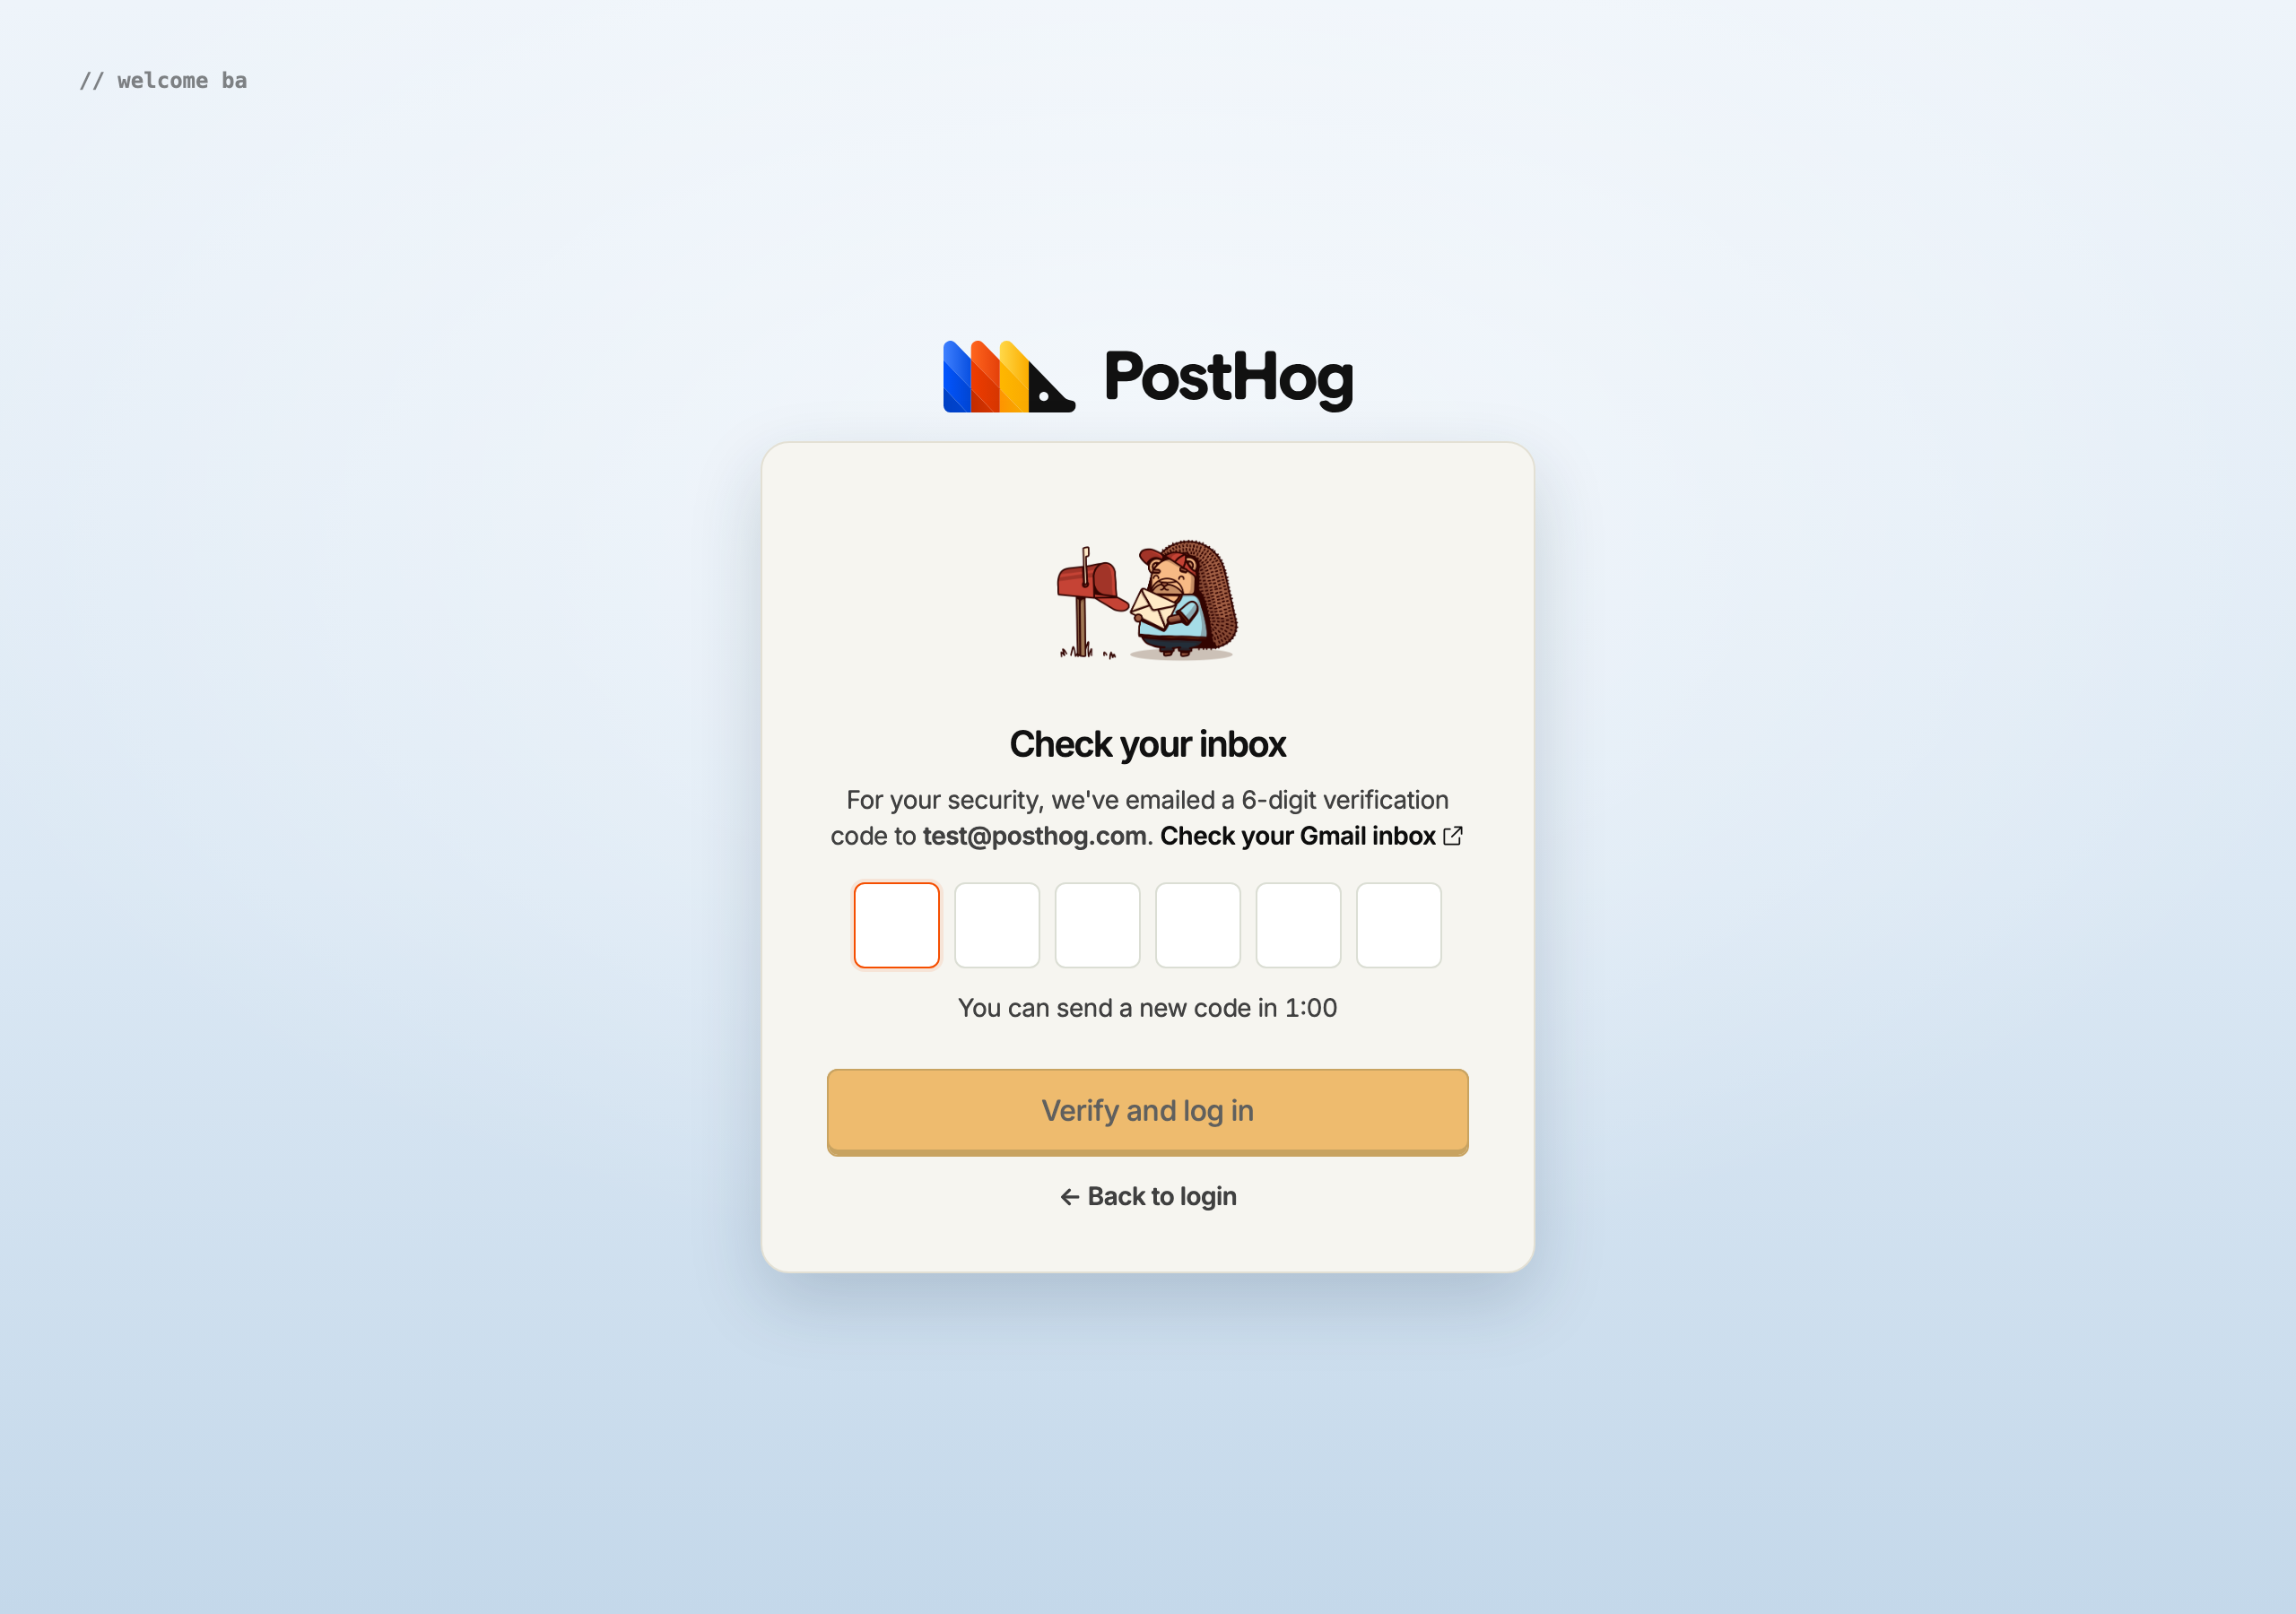 // welcome ba
PostHog
Check your inbox
For your security, we've emailed a 6-digit verification
code to test@posthog.com. Check your Gmail inbox
You can send a new code in 1:00
Verify and log in
← Back to login